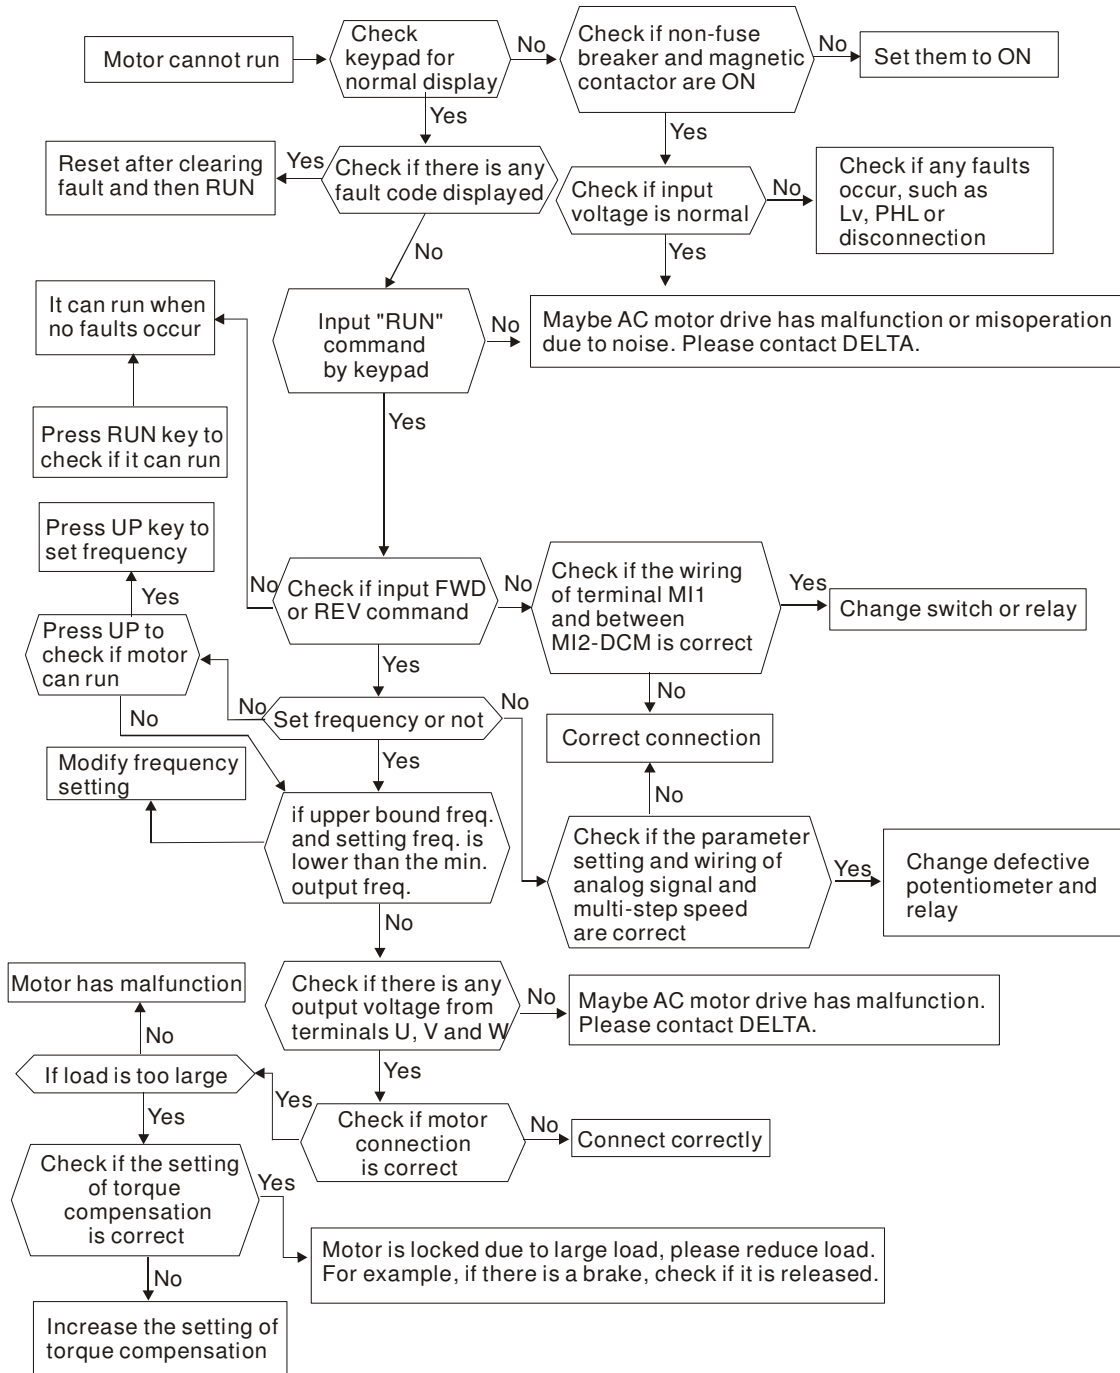 Motor cannot run
Check
keypad for
normal display
No
Check if non-fuse
breaker and magnetic
contactor are ON
No
Set them to ON
Yes
Yes
Reset after clearing
fault and then RUN
Yes
Check if there is any
fault code displayed
Check if input
voltage is normal
No
Check if any faults
occur, such as
Lv, PHL or
disconnection
No
Yes
It can run when
no faults occur
Input "RUN"
command
by keypad
No
Maybe AC motor drive has malfunction or misoperation
due to noise. Please contact DELTA.
Yes
Press RUN key to
check if it can run
Press UP key to
set frequency
Yes
No
Check if input FWD
or REV command
No
Check if the wiring
of terminal MI1
and between
MI2-DCM is correct
Yes
Change switch or relay
Press UP to
check if motor
can run
Yes
No
No
No
Set frequency or not
No
Correct connection
Yes
No
Modify frequency
setting
if upper bound freq.
and setting freq. is
lower than the min.
output freq.
Check if the parameter
setting and wiring of
analog signal and
multi-step speed
are correct
Yes
Change defective
potentiometer and
relay
No
Motor has malfunction
Check if there is any
output voltage from
terminals U, V and W
No
Maybe AC motor drive has malfunction.
Please contact DELTA.
No
Yes
If load is too large
Yes
Check if motor
connection
is correct
No
Connect correctly
Yes
Check if the setting
of torque
compensation
is correct
Yes
Motor is locked due to large load, please reduce load.
For example, if there is a brake, check if it is released.
No
Increase the setting of
torque compensation